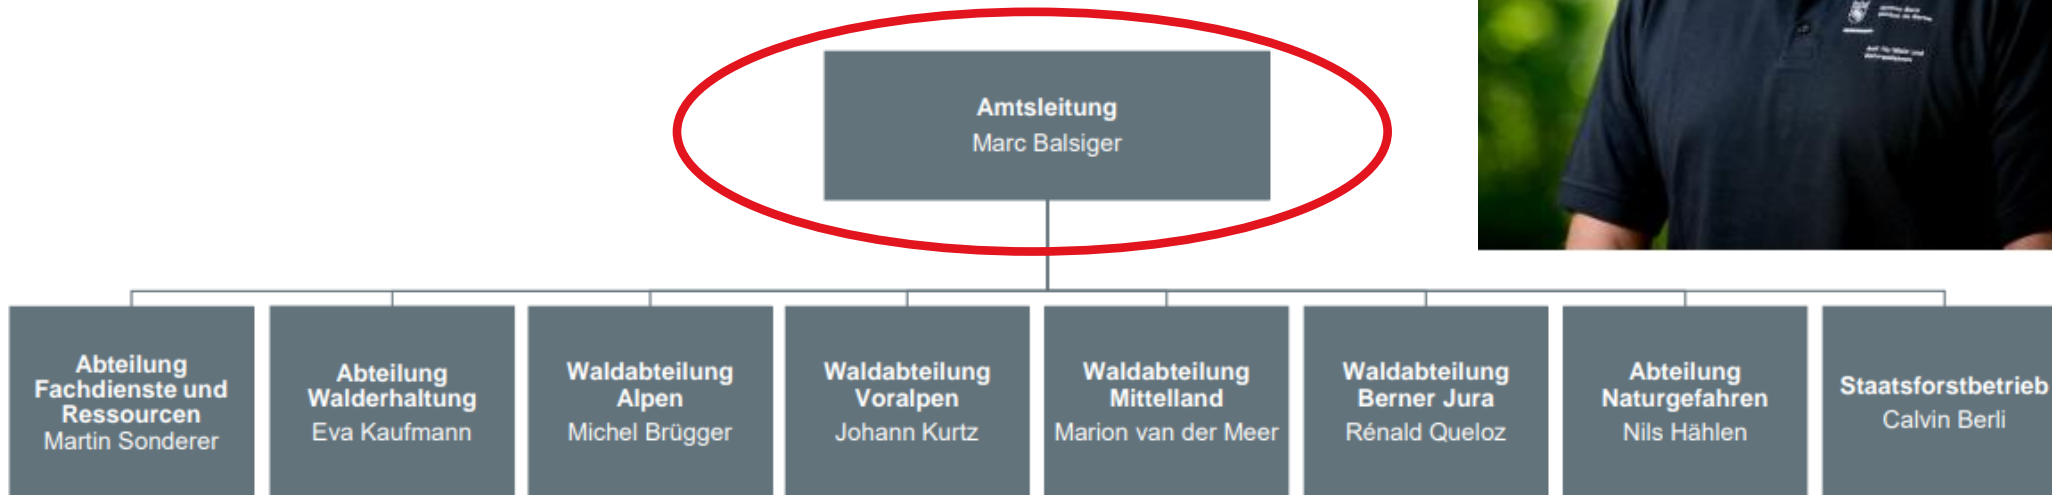 Amtsleitung
Marc Balsiger
Abteilung
Fachdienste und
Ressourcen
Martin Sonderer
Abteilung
Walderhaltung
Eva Kaufmann
Waldabteilung
Alpen
Michel Brügger
Waldabteilung
Voralpen
Johann Kurtz
Waldabteilung
Mittelland
Marion van der Meer
Waldabteilung
Berner Jura
Rénald Queloz
Abteilung
Naturgefahren
Nils Hählen
Staatsforstbetrieb
Calvin Berli